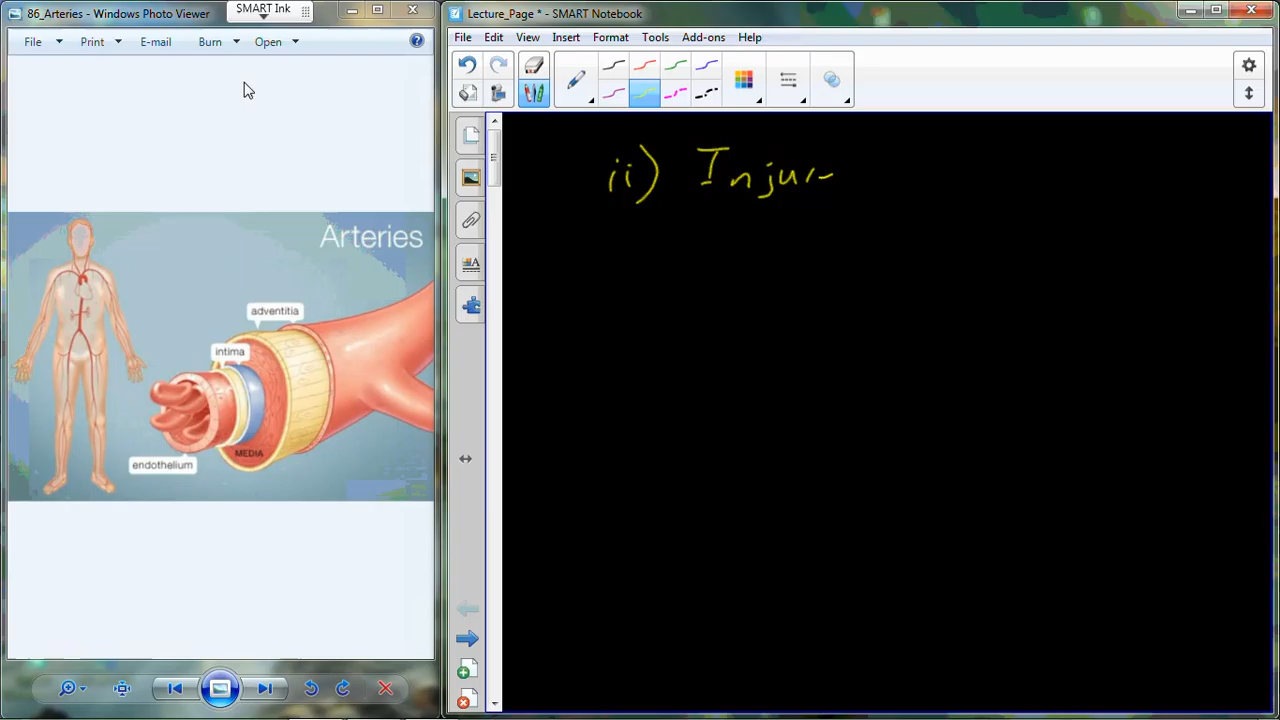 86_Arteries - Windows Photo Viewer
SMART Ink
File Print E-mail Burn Open
Arteries
adventitia
intima
MEDIA
endothelium
Lecture_Page * - SMART Notebook
File Edit View Insert Format Tools Add-ons Help
ii) Injur